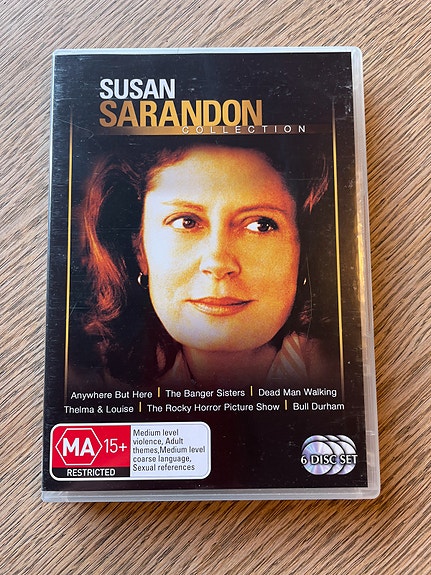 SUSAN
SARANDON
COLLECTION
Anywhere But Here | The Banger Sisters | Dead Man Walking
Thelma & Louise | The Rocky Horror Picture Show | Bull Durham
MA 15+
RESTRICTED
Medium level
violence, Adult
themes,Medium level
coarse language,
Sexual references
6 DISC SET